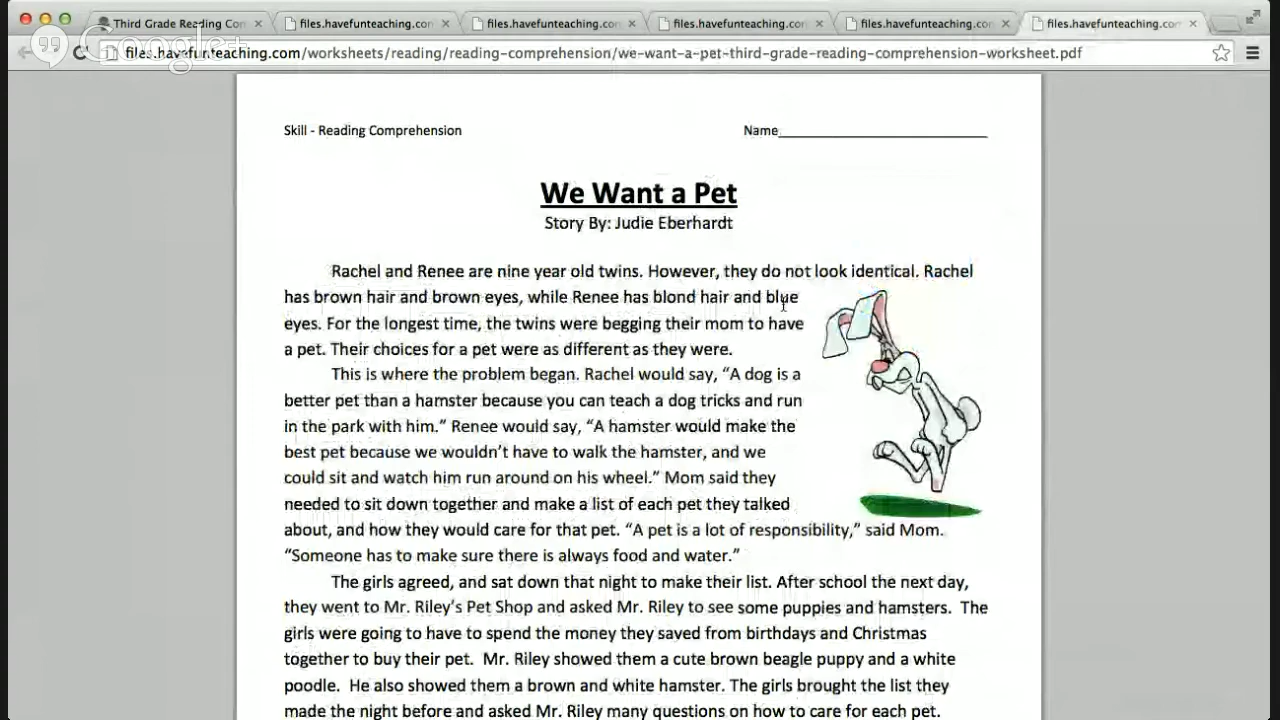 Third Grade Reading Con
files.havefunteaching.con
files.havefunteaching.con
files.havefunteaching.con
files.havefunteaching.con
files.havefunteaching.con
Google+
files.havefunteaching.com/worksheets/reading/reading-comprehension/we-want-a-pet-third-grade-reading-comprehension-worksheet.pdf
Skill - Reading Comprehension
Name
We Want a Pet
Story By: Judie Eberhardt
Rachel and Renee are nine year old twins. However, they do not look identical. Rachel
has brown hair and brown eyes, while Renee has blond hair and blue
eyes. For the longest time, the twins were begging their mom to have
a pet. Their choices for a pet were as different as they were.
This is where the problem began. Rachel would say, “A dog is a
better pet than a hamster because you can teach a dog tricks and run
in the park with him.” Renee would say, “A hamster would make the
best pet because we wouldn’t have to walk the hamster, and we
could sit and watch him run around on his wheel.” Mom said they
needed to sit down together and make a list of each pet they talked
about, and how they would care for that pet. “A pet is a lot of responsibility,” said Mom.
“Someone has to make sure there is always food and water.”
The girls agreed, and sat down that night to make their list. After school the next day,
they went to Mr. Riley’s Pet Shop and asked Mr. Riley to see some puppies and hamsters. The
girls were going to have to spend the money they saved from birthdays and Christmas
together to buy their pet. Mr. Riley showed them a cute brown beagle puppy and a white
poodle. He also showed them a brown and white hamster. The girls brought the list they
made the night before and asked Mr. Riley many questions on how to care for each pet.